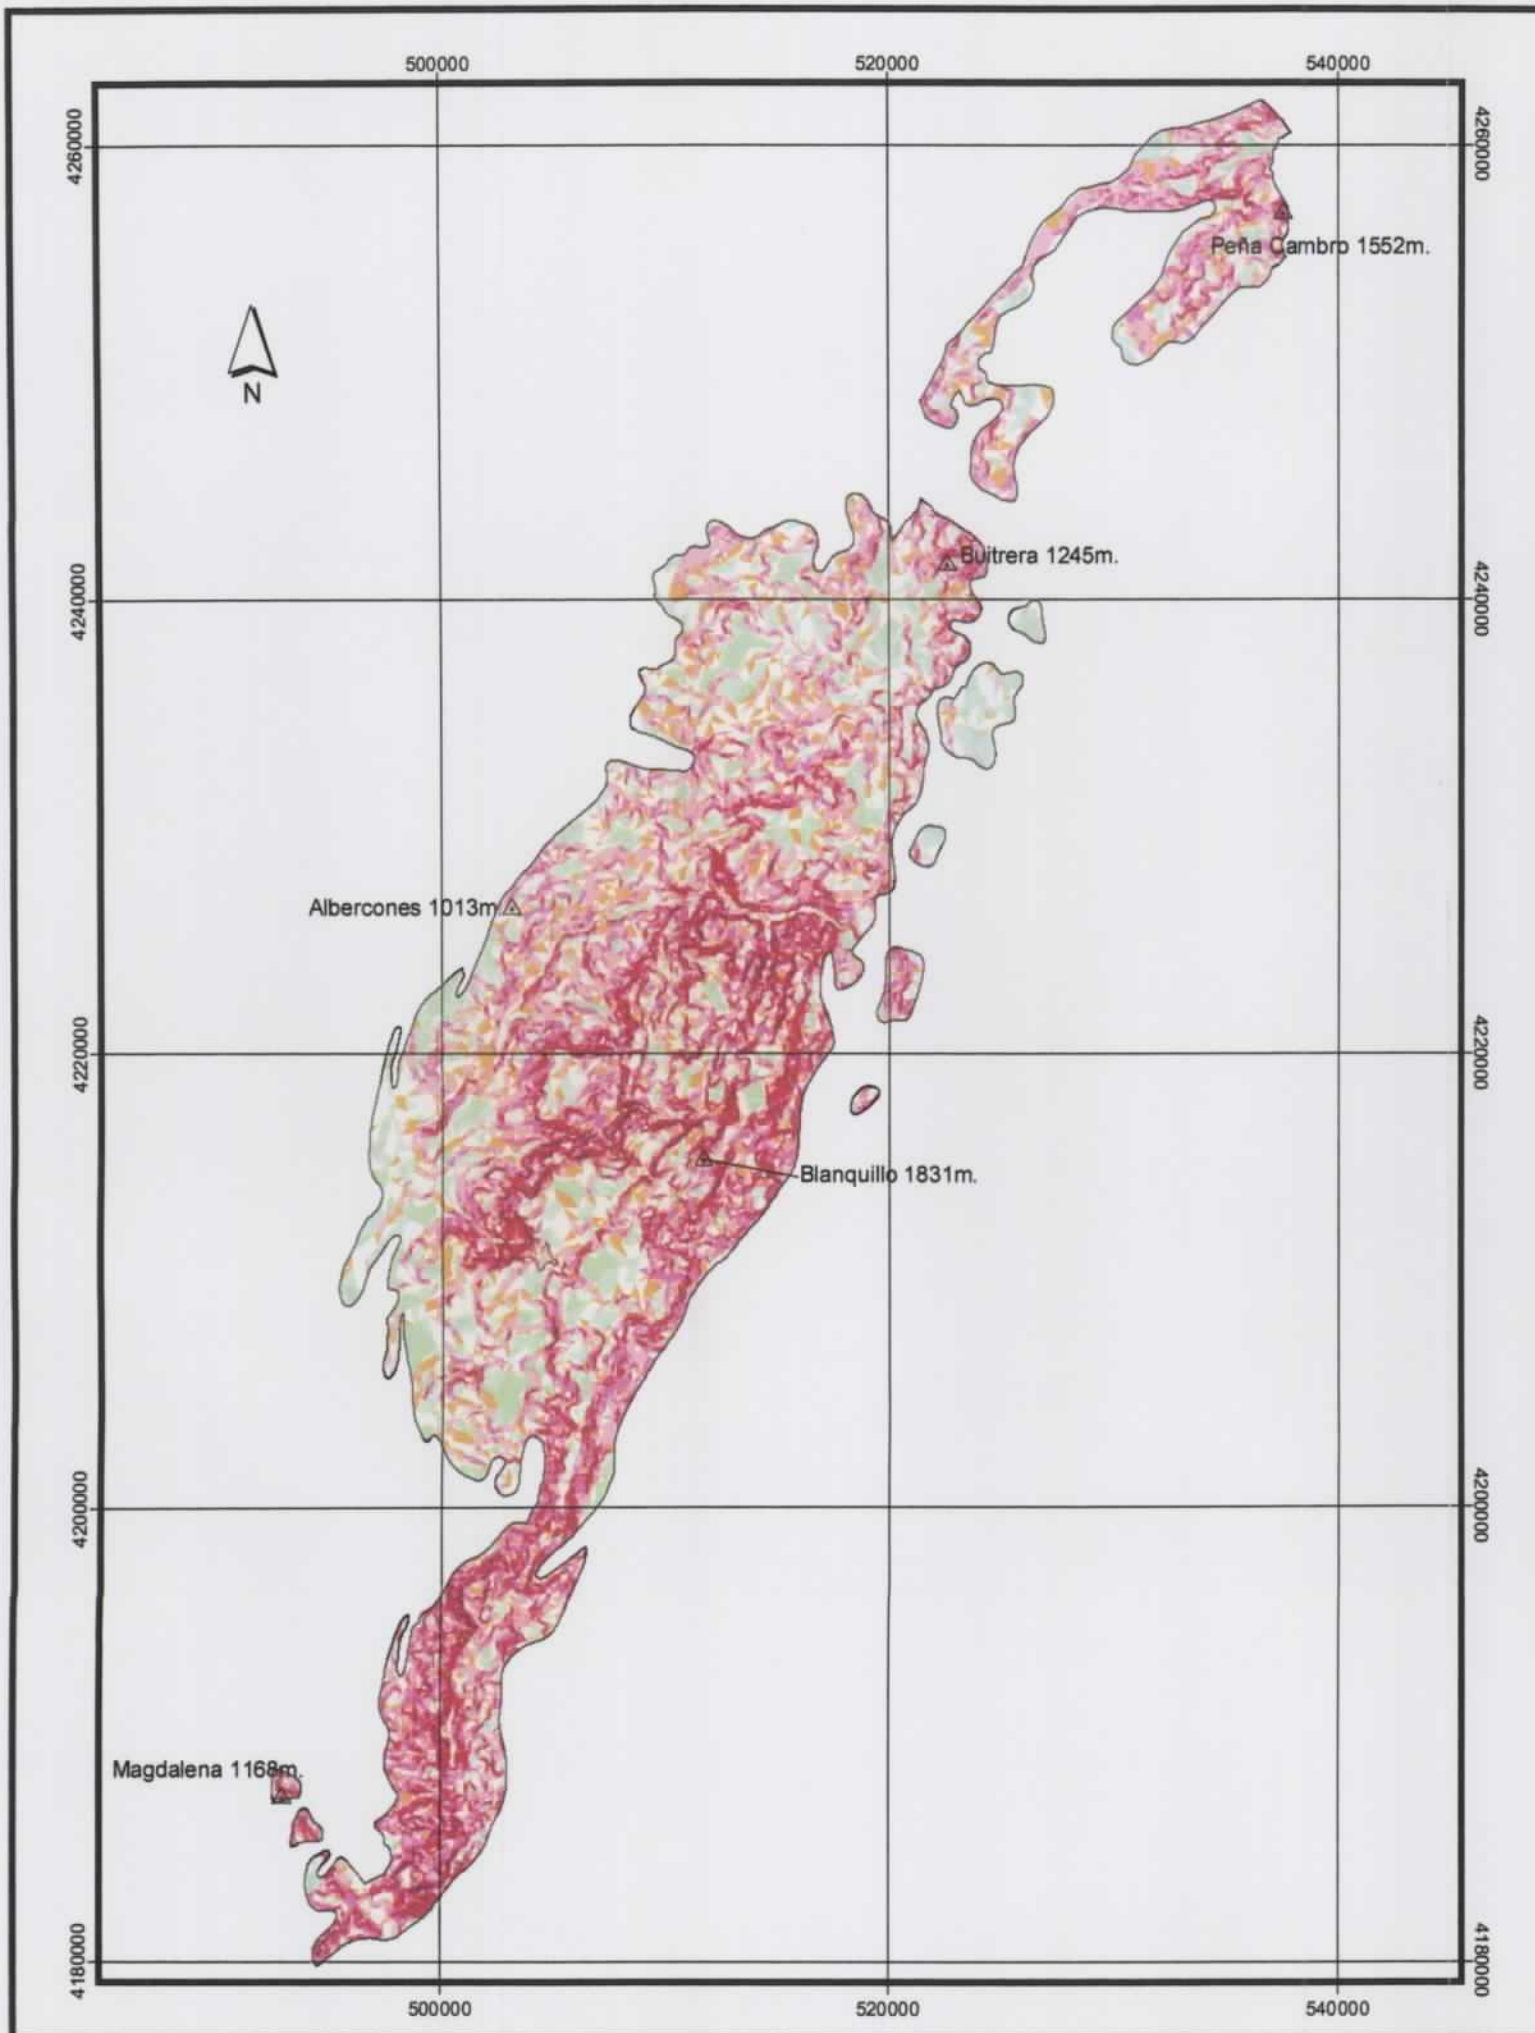 500000 520000 540000
4260000 4260000
Peña Cambro 1552m.
N
Buitrera 1245m.
4240000 4240000
Albercones 1013m
4220000 4220000
Blanquillo 1831m.
4200000 4200000
Magdalena 1168m.
4180000 4180000
500000 520000 540000